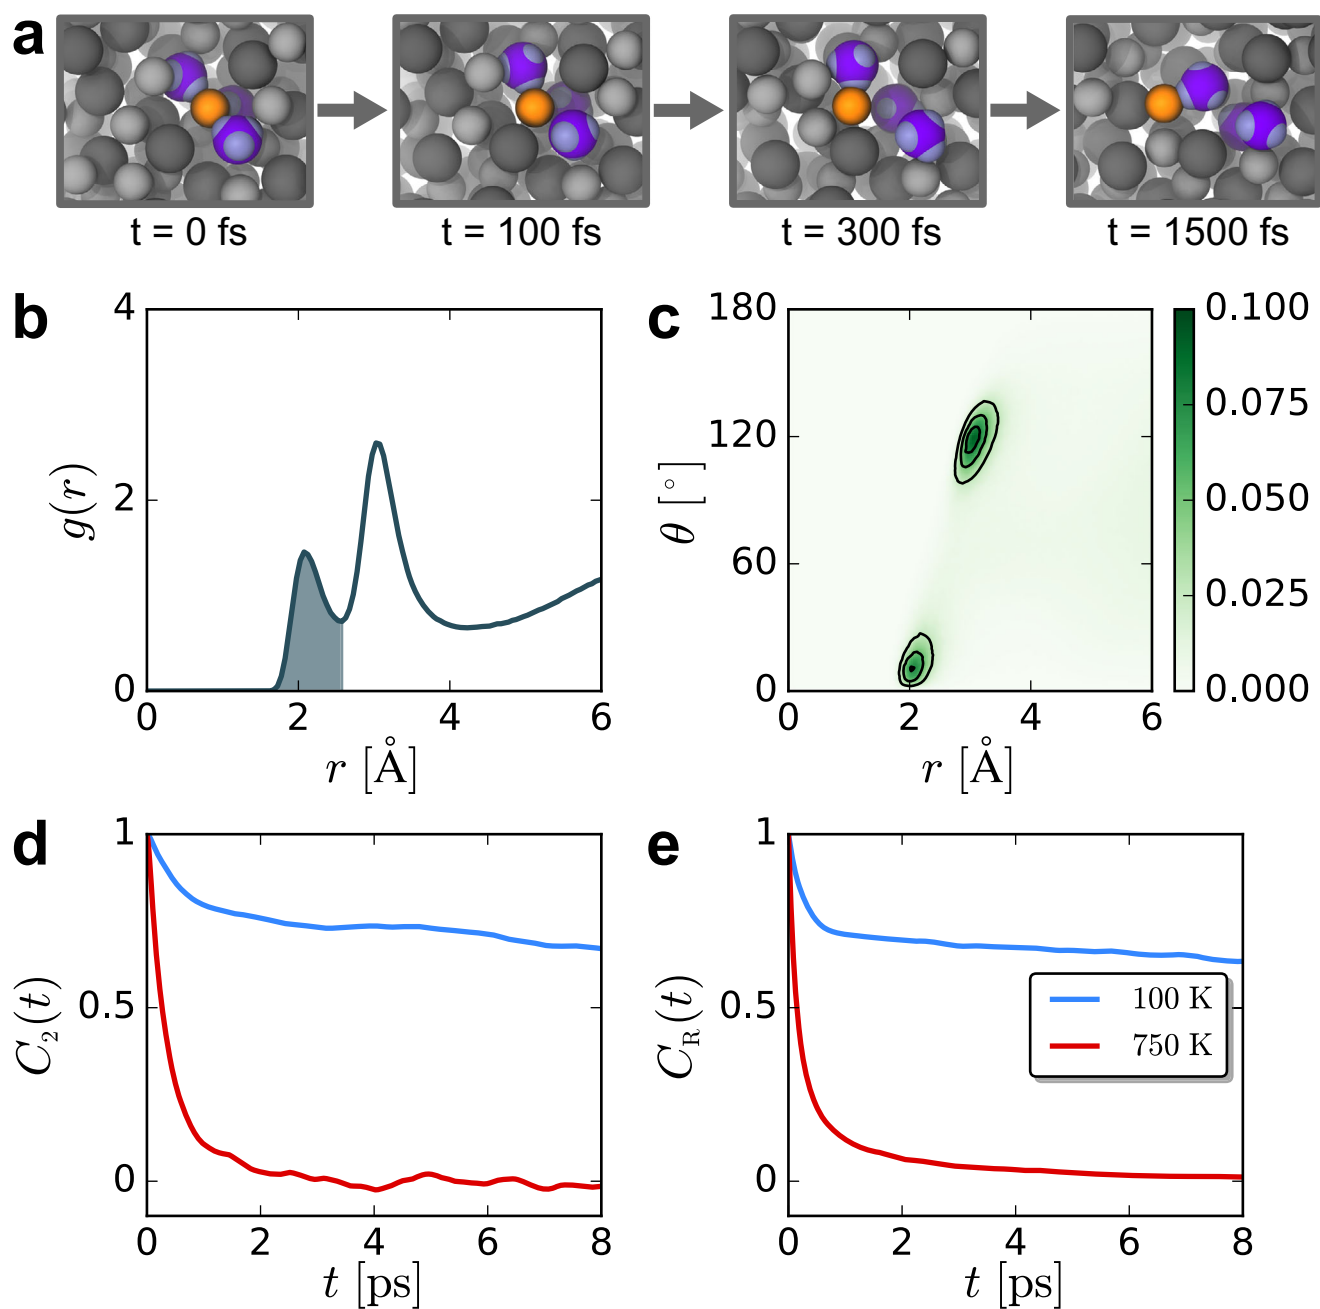 a
t = 0 fs
t = 100 fs
t = 300 fs
t = 1500 fs
b
4
2
0
g(r)
0 2 4 6
r [Å]
c
180
120
60
0
θ [°]
0 2 4 6
r [Å]
0.100
0.075
0.050
0.025
0.000
d
1
0.5
0
C₂(t)
0 2 4 6 8
t [ps]
e
1
0.5
0
C_R(t)
100 K
750 K
0 2 4 6 8
t [ps]